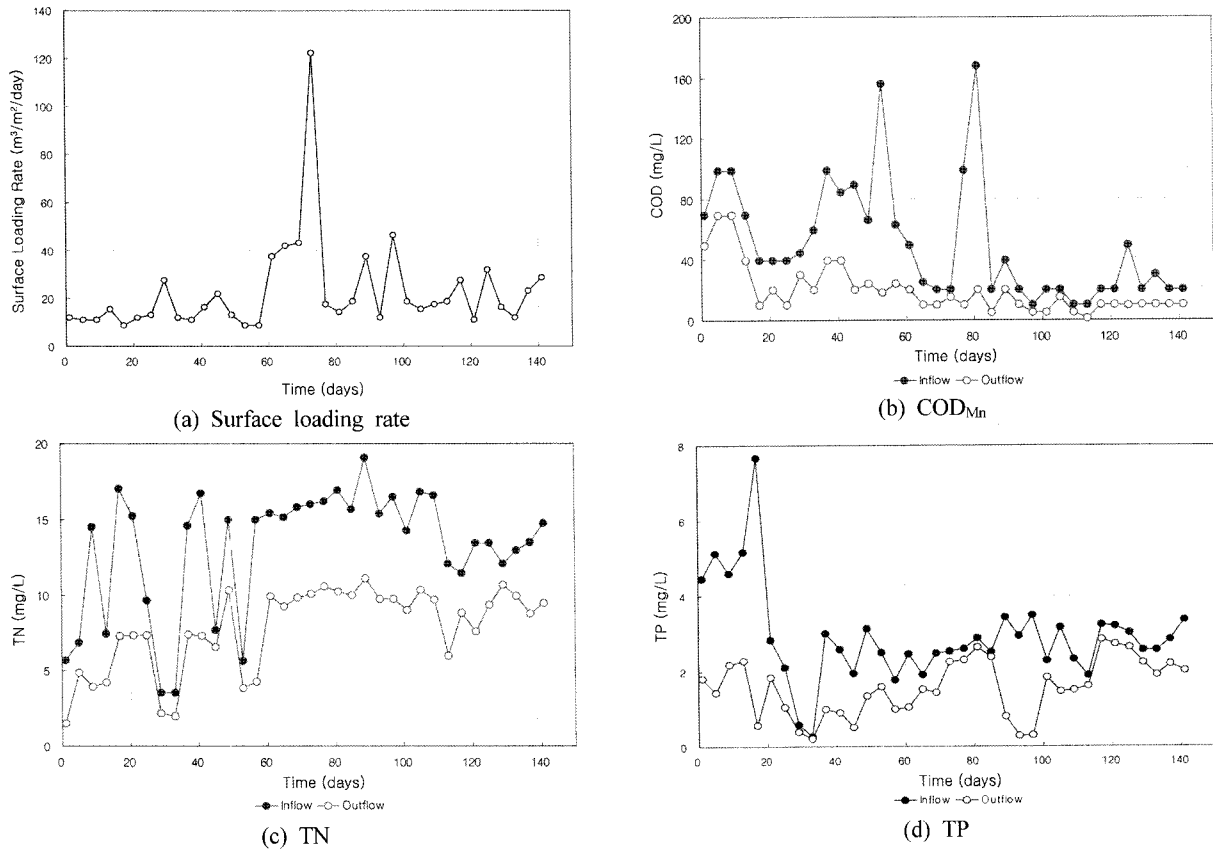 Surface Loading Rate (m³/m²/day)
140
120
100
80
60
40
20
0
0 20 40 60 80 100 120 140
Time (days)
(a) Surface loading rate
COD (mg/L)
200
160
120
80
40
0
0 20 40 60 80 100 120 140
Time (days)
Inflow Outflow
(b) CODMn
TN (mg/L)
20
15
10
5
0
0 20 40 60 80 100 120 140
Time (days)
Inflow Outflow
(c) TN
TP (mg/L)
8
6
4
2
0
0 20 40 60 80 100 120 140
Time (days)
Inflow Outflow
(d) TP